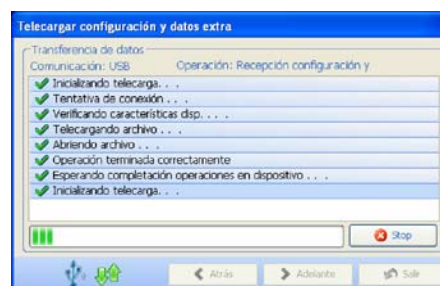 Telecargar configuración y datos extra
Transferencia de datos
Comunicación: USB Operación: Recepción configuración y
Inicializando telecarga. . .
Tentativa de conexión . . .
Verificando características disp. . . .
Telecargando archivo . . .
Abriendo archivo . . .
Operación terminada correctamente
Esperando completación operaciones en dispositivo . . .
Inicializando telecarga. . .
Stop
Atrás Adelante Salir